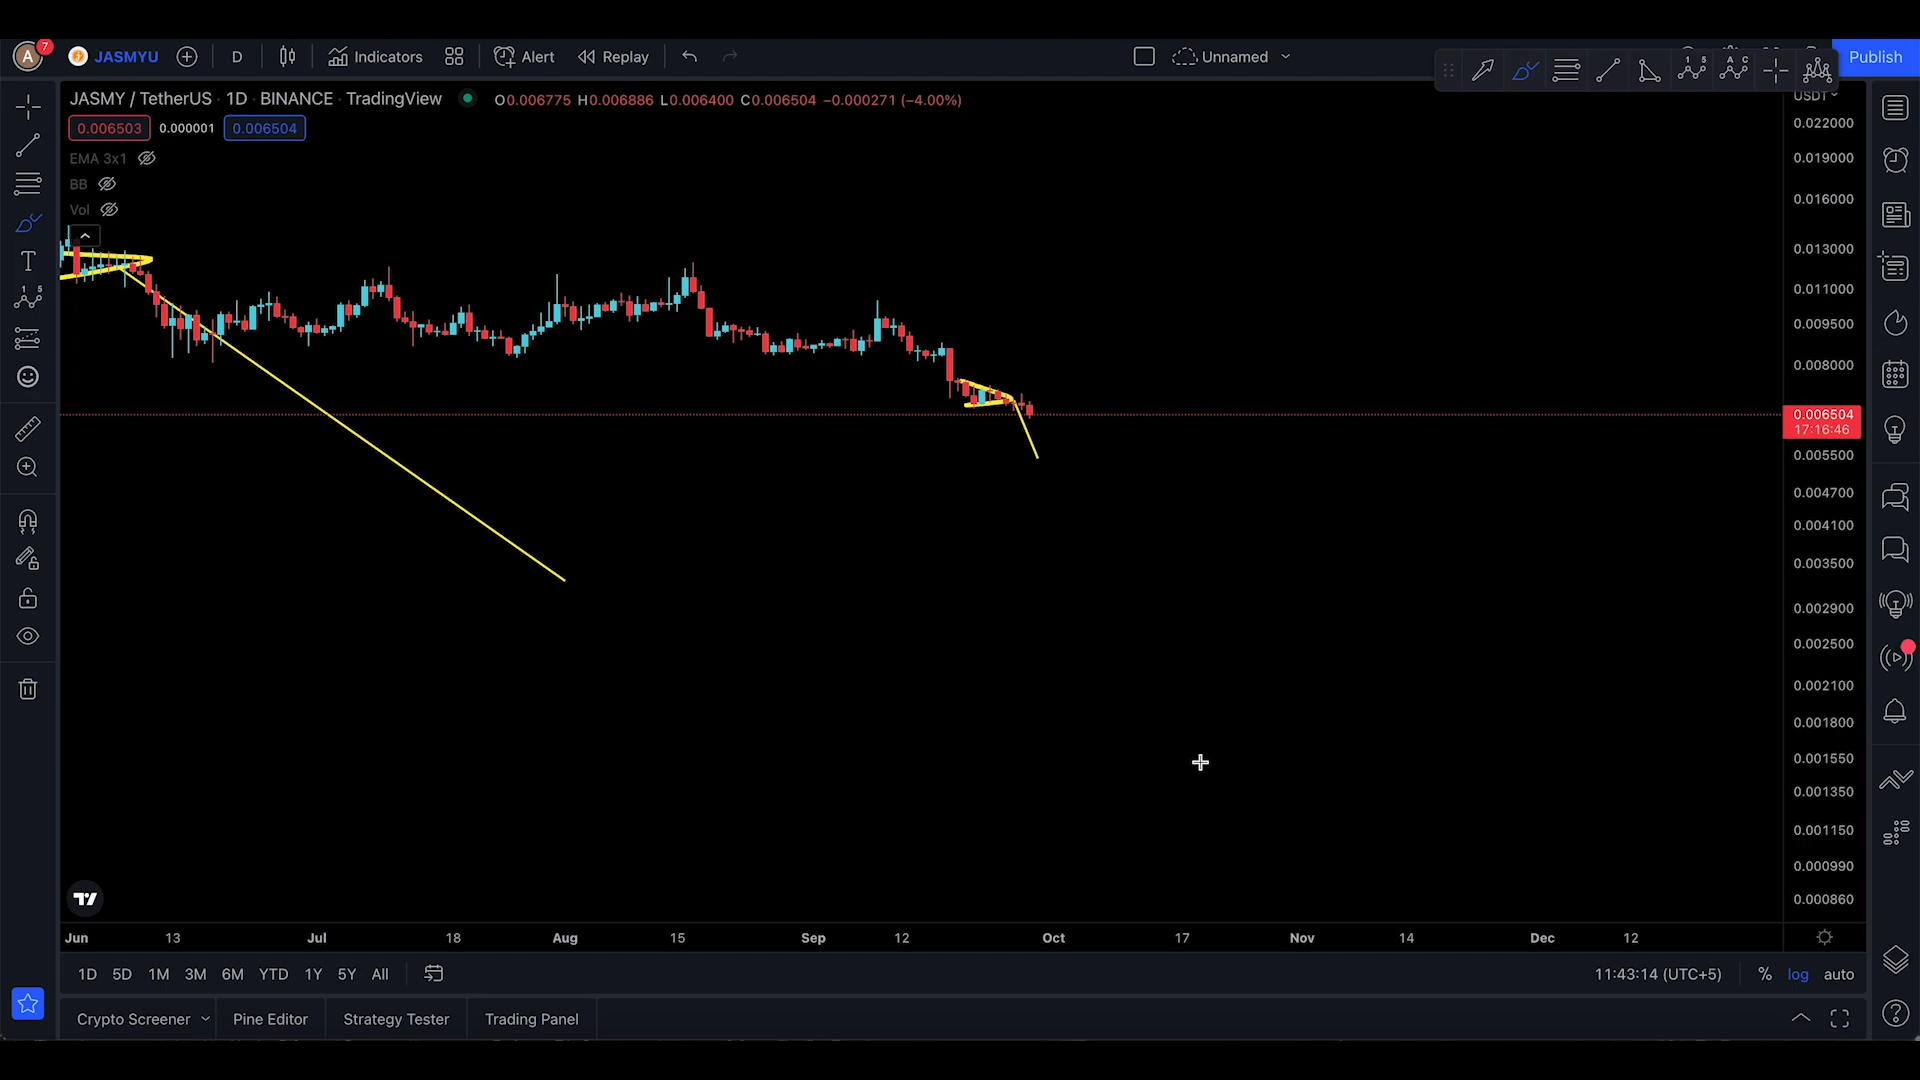 A 7 JASMYU D Indicators Alert Replay Unnamed Publish
JASMY / TetherUS · 1D · BINANCE · TradingView O0.006775 H0.006886 L0.006400 C0.006504 −0.000271 (−4.00%)
0.006503 0.000001 0.006504
EMA 3x1
BB
Vol
1 5
1 5
A C
USDT
0.022000
0.019000
0.016000
0.013000
0.011000
0.009500
0.008000
0.006504
17:16:46
0.005500
0.004700
0.004100
0.003500
0.002900
0.002500
0.002100
0.001800
0.001550
0.001350
0.001150
0.000990
0.000860
Jun 13 Jul 18 Aug 15 Sep 12 Oct 17 Nov 14 Dec 12
1D 5D 1M 3M 6M YTD 1Y 5Y All 11:43:14 (UTC+5) % log auto
Crypto Screener Pine Editor Strategy Tester Trading Panel